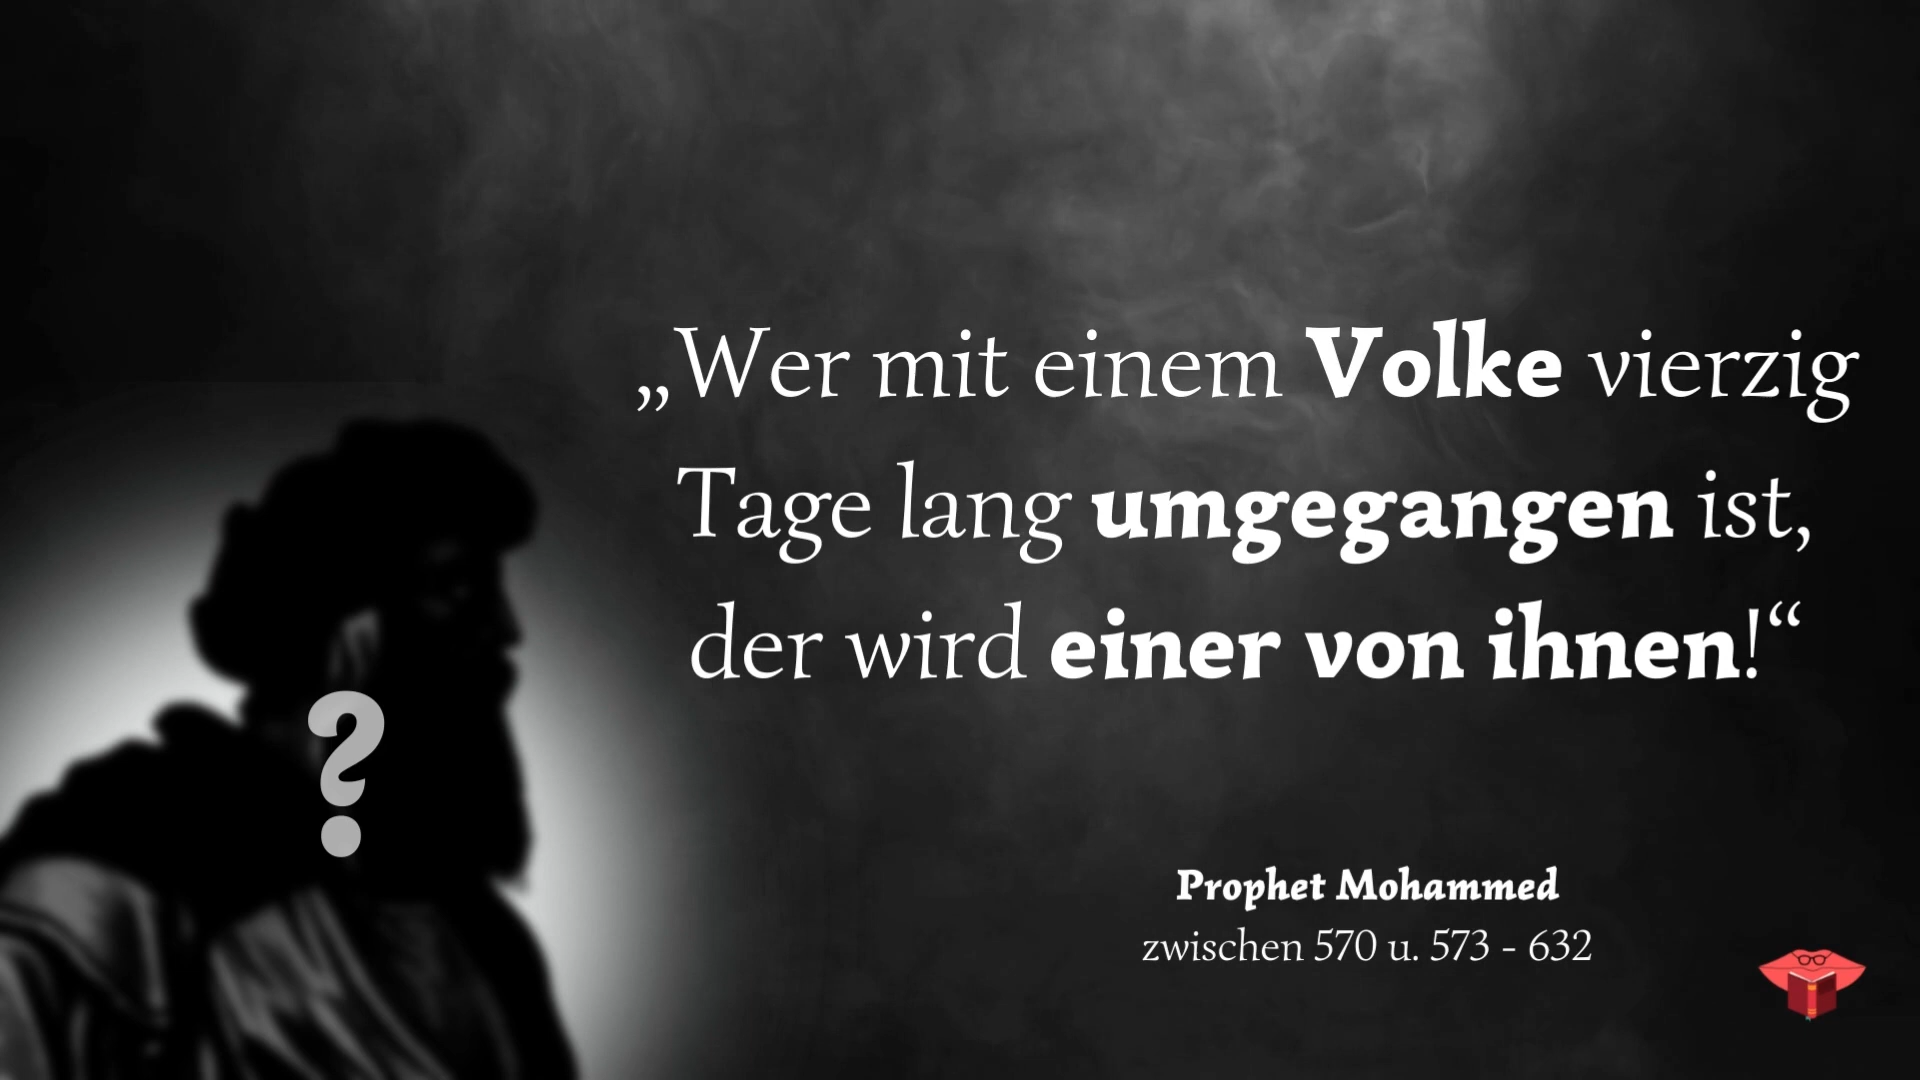 „Wer mit einem Volke vierzig
Tage lang umgegangen ist,
der wird einer von ihnen!“
?
Prophet Mohammed
zwischen 570 u. 573 - 632